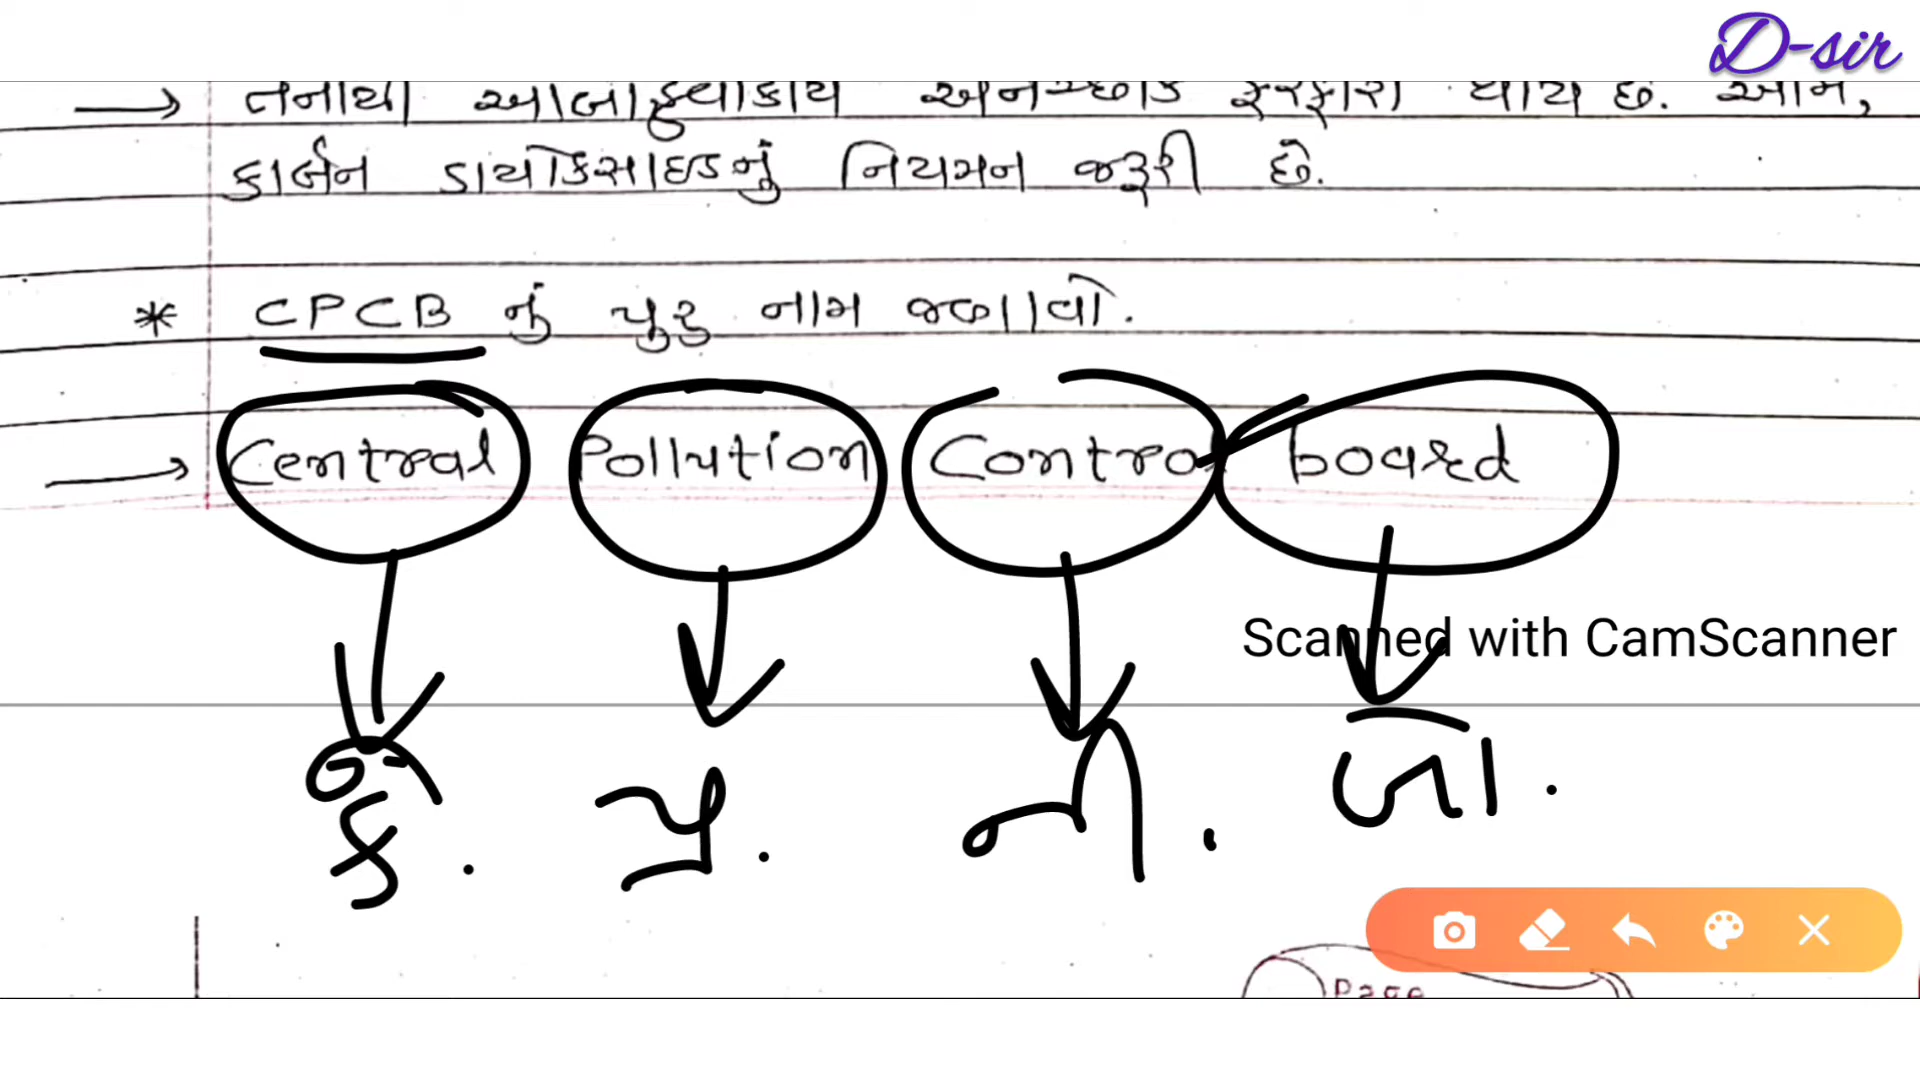 D-sir
→ તેનાથી આબોહવાકીય અનિચ્છીક ફેરફારો થાય છે. આમ,
કાર્બન ડાયોક્સાઇડનું નિયમન જરૂરી છે.
* CPCB નું પુરુ નામ જણાવો.
→ Central Pollution Control board
Scanned with CamScanner
પ્ર. ની. બો.
Page